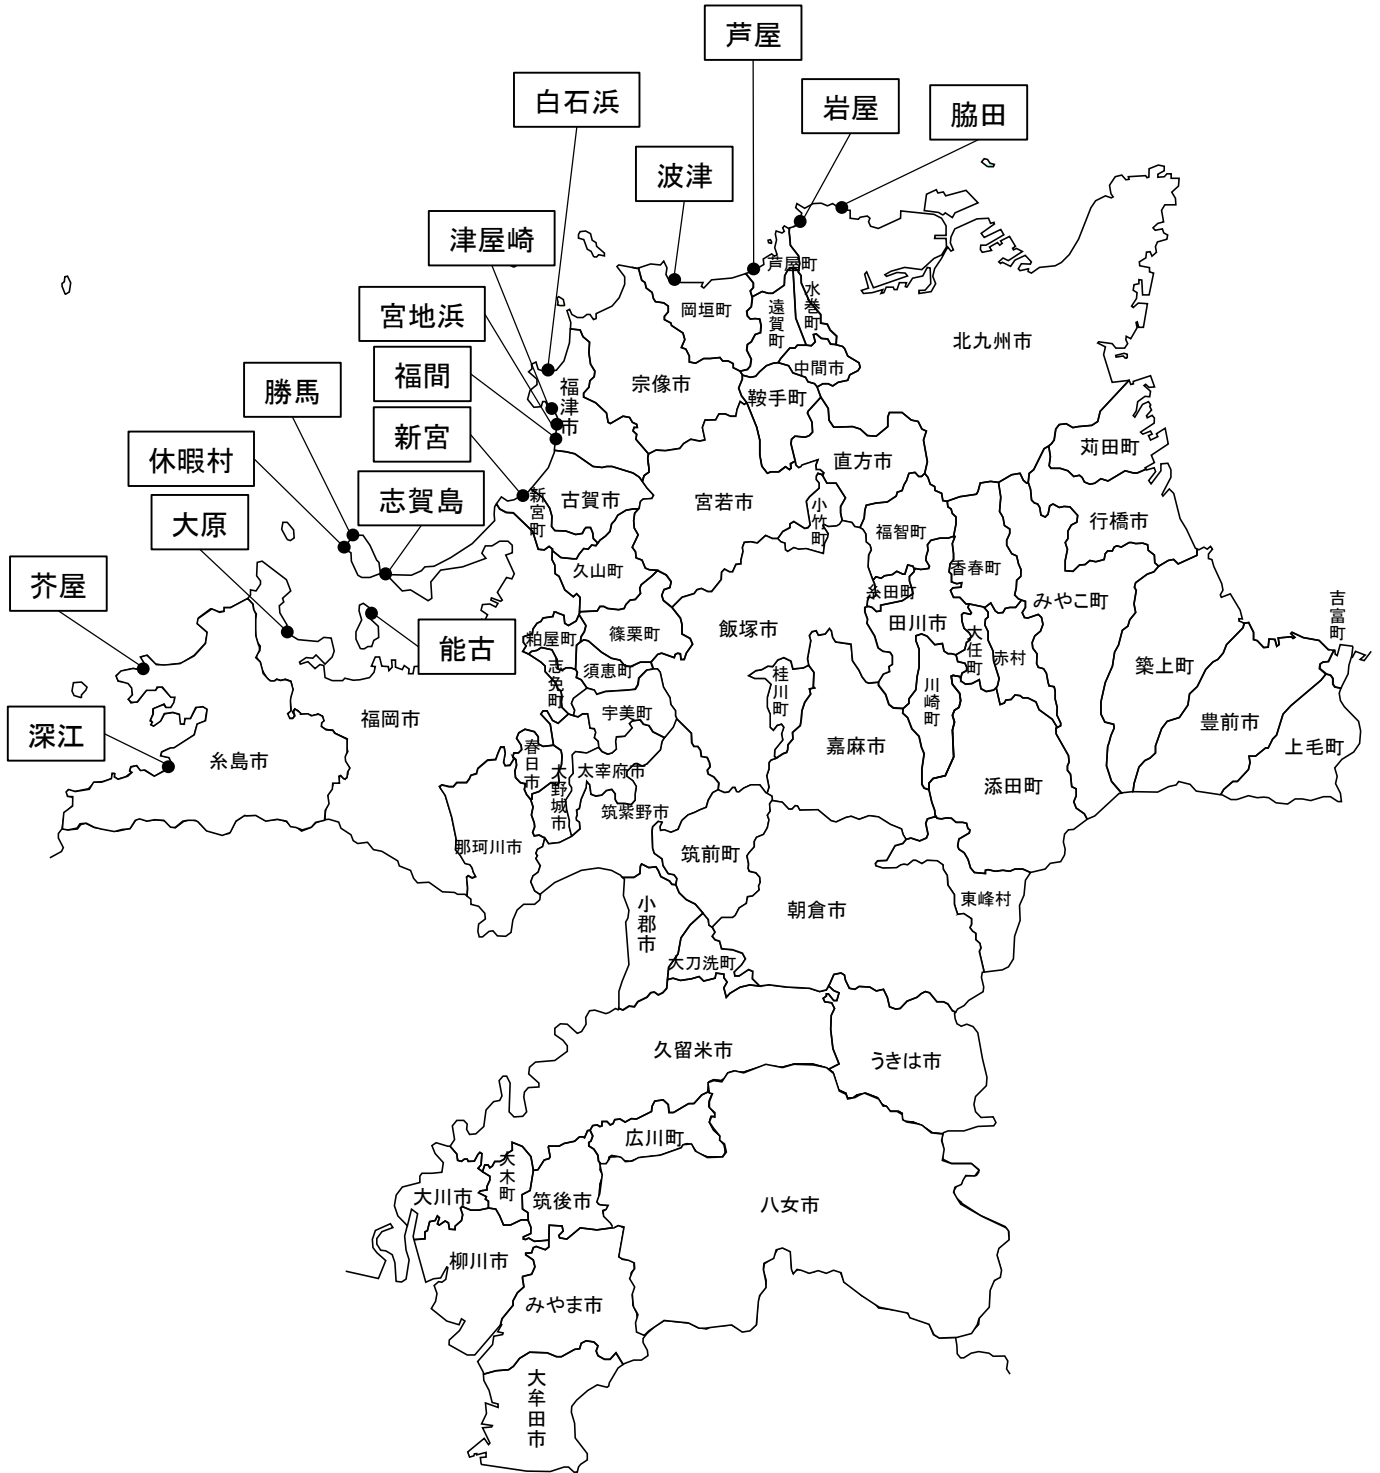 芦屋
白石浜
岩屋
脇田
波津
津屋崎
宮地浜
福間
勝馬
新宮
休暇村
志賀島
大原
芥屋
能古
深江
芦屋町
水巻町
岡垣町
遠賀町
北九州市
中間市
宗像市
福津市
鞍手町
苅田町
直方市
古賀市
新宮町
宮若市
小竹町
行橋市
福智町
久山町
香春町
糸田町
みやこ町
吉富町
粕屋町
篠栗町
飯塚市
田川市
大任町
赤村
志免町
須恵町
桂川町
川崎町
築上町
福岡市
宇美町
豊前市
糸島市
春日市
大野城市
太宰府市
嘉麻市
上毛町
添田町
筑紫野市
那珂川市
筑前町
小郡市
朝倉市
東峰村
大刀洗町
久留米市
うきは市
広川町
大木町
大川市
筑後市
八女市
柳川市
みやま市
大牟田市